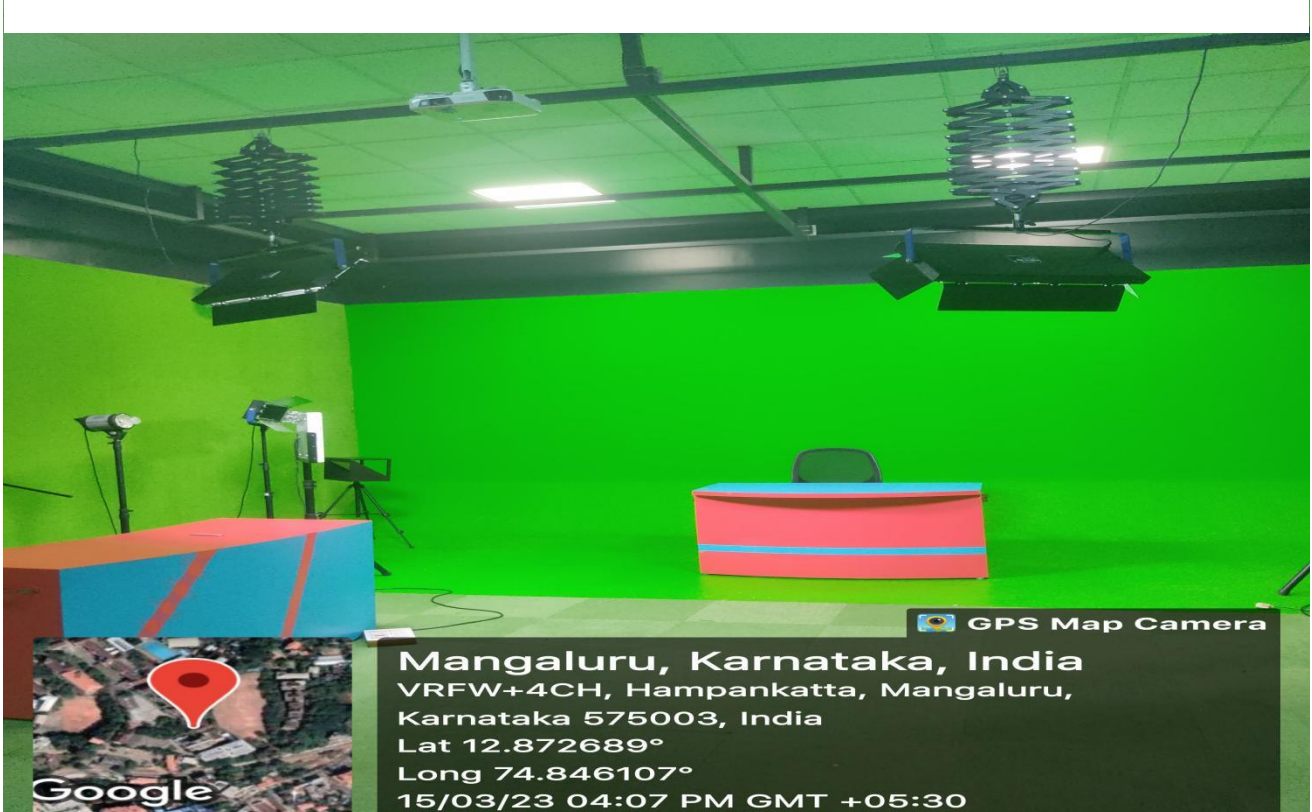 GPS Map Camera
Mangaluru, Karnataka, India
VRFW+4CH, Hampankatta, Mangaluru,
Karnataka 575003, India
Lat 12.872689°
Long 74.846107°
15/03/23 04:07 PM GMT +05:30
Google